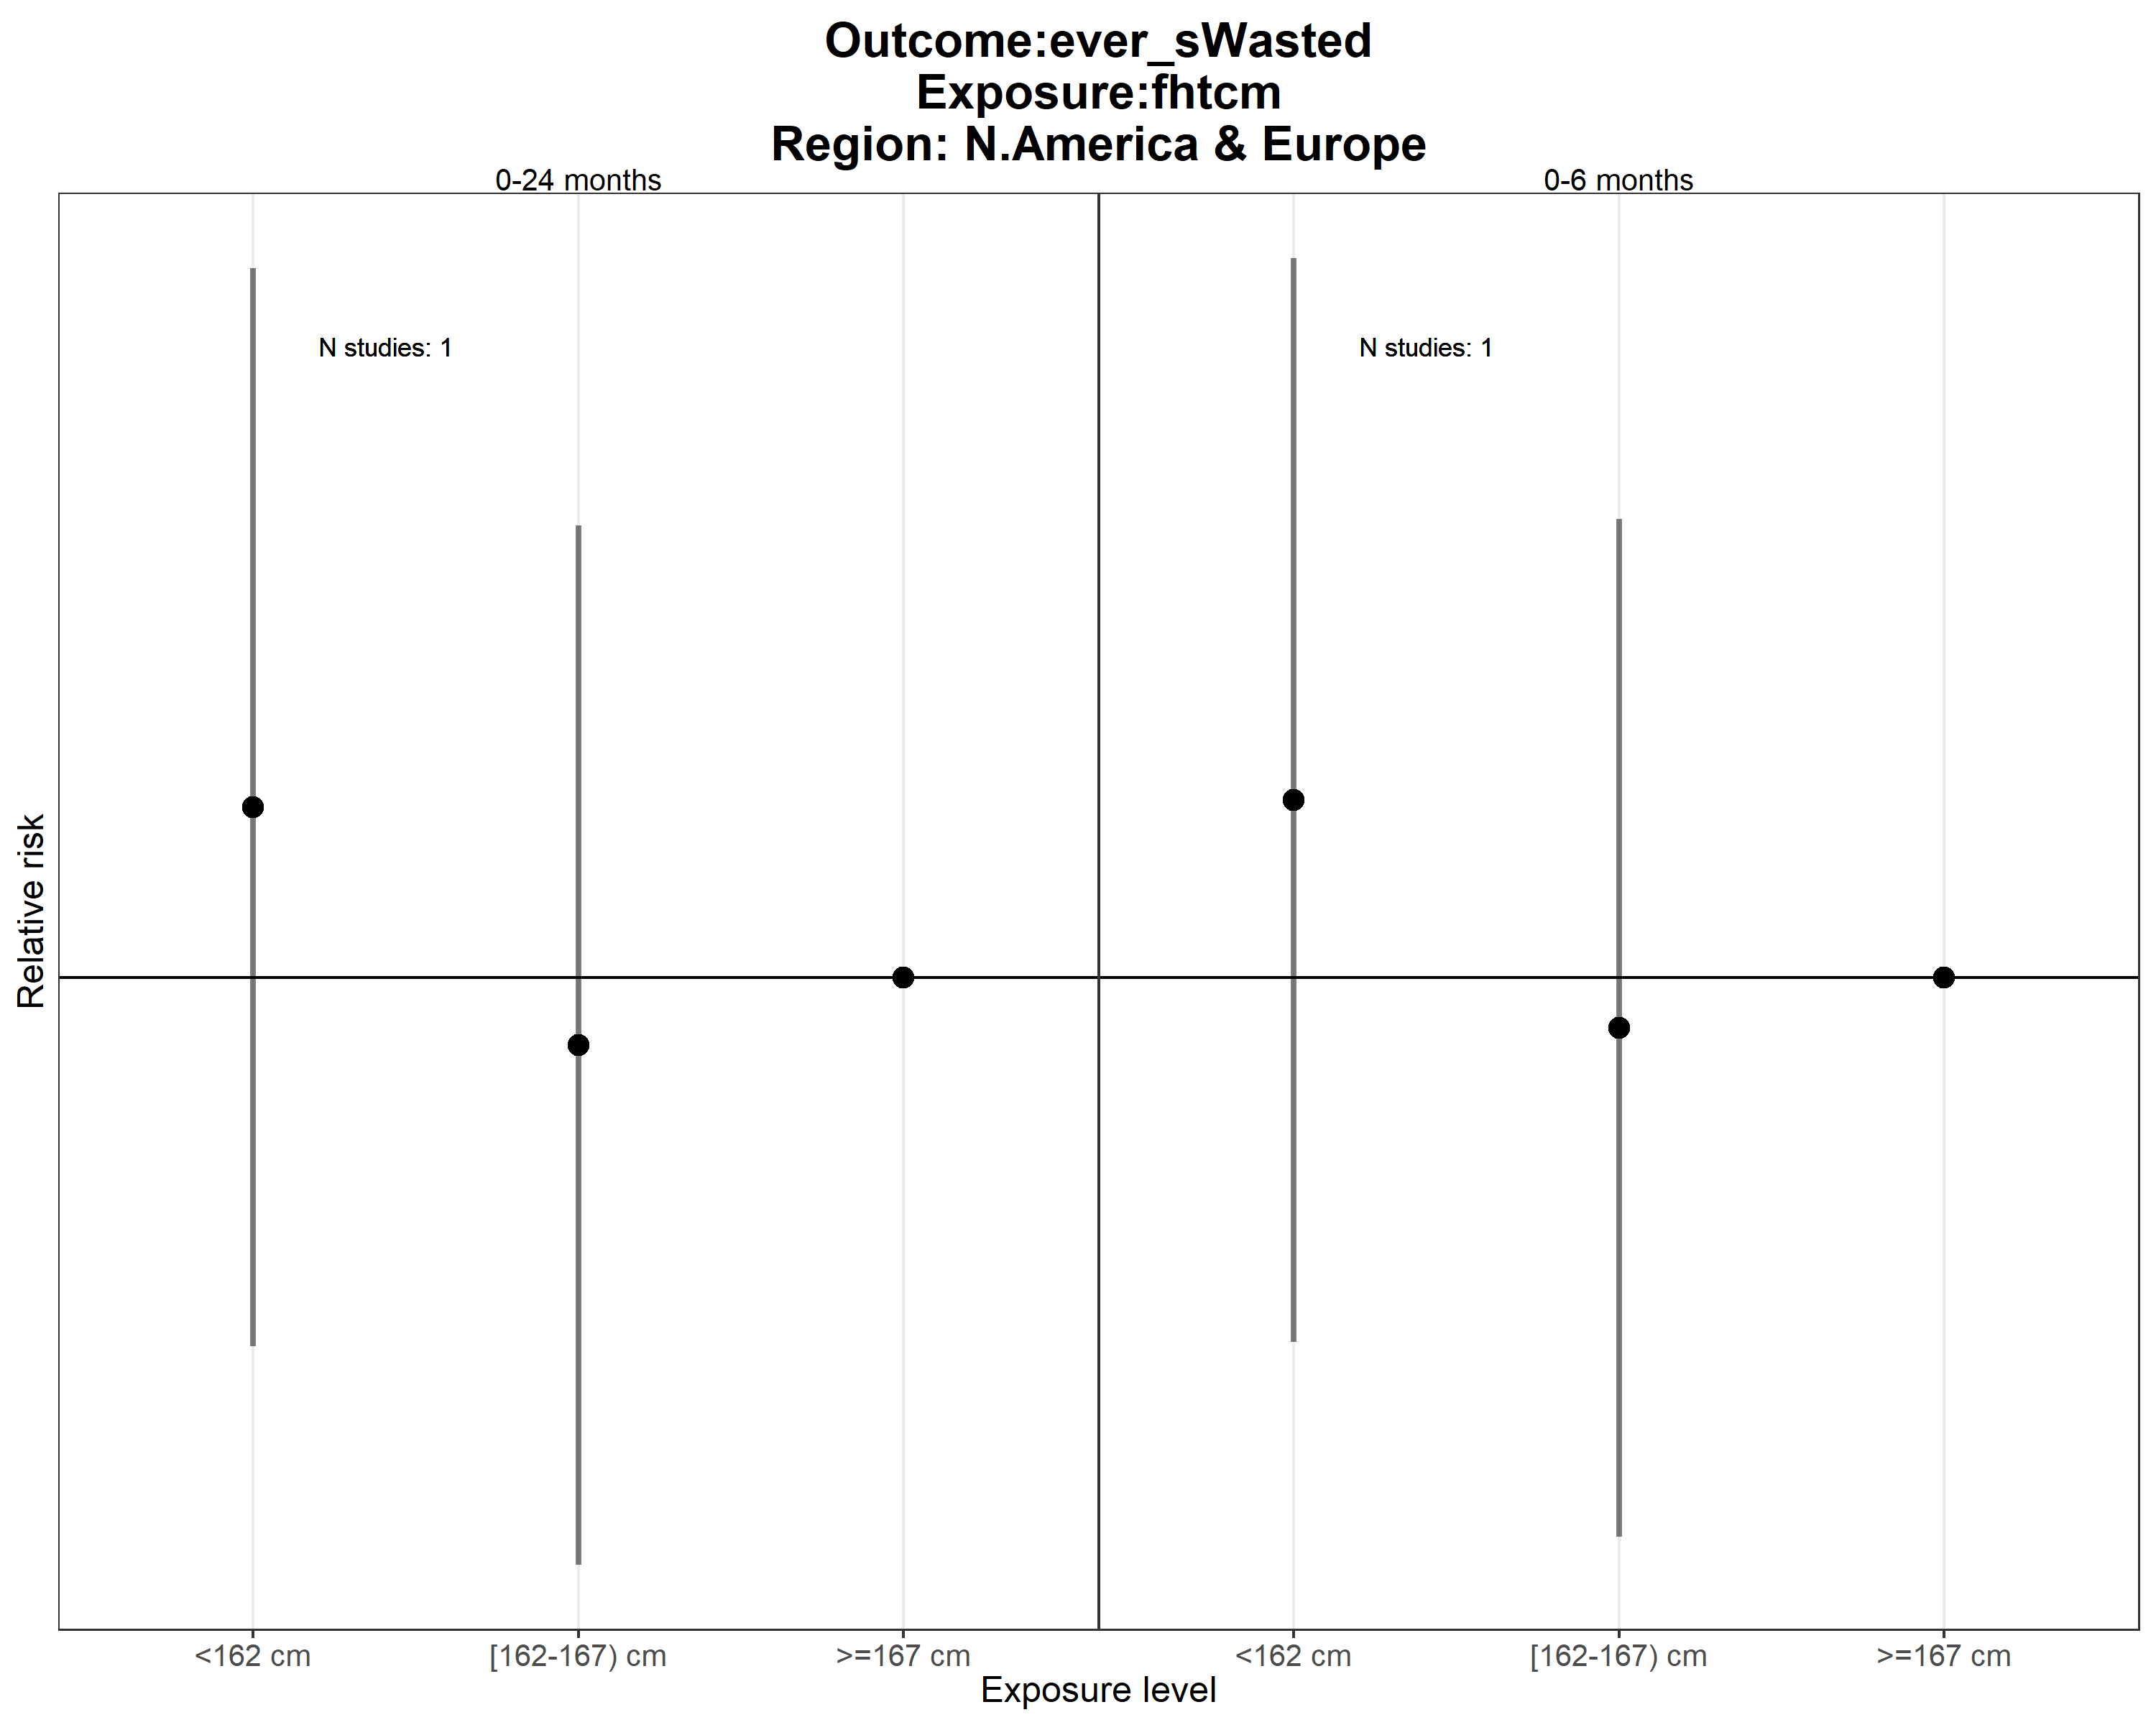 Outcome:ever_sWasted
Exposure:fhtcm
Region: N.America & Europe
0-24 months
0-6 months
N studies: 1
N studies: 1
Relative risk
<162 cm
[162-167) cm
>=167 cm
<162 cm
[162-167) cm
>=167 cm
Exposure level